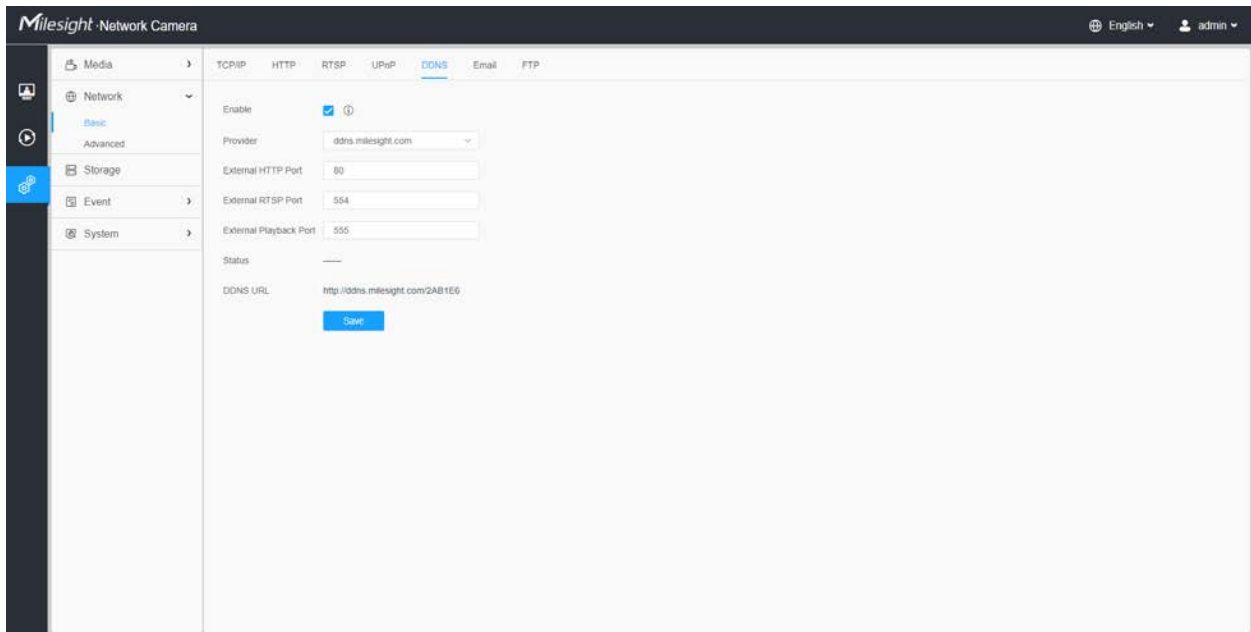 Milesight · Network Camera
English
admin
Media
Network
Basic
Advanced
Storage
Event
System
TCP/IP HTTP RTSP UPnP DDNS Email FTP
Enable
Provider ddns.milesight.com
External HTTP Port 80
External RTSP Port 554
External Playback Port 555
Status ----
DDNS URL http://ddns.milesight.com/2AB1E6
Save